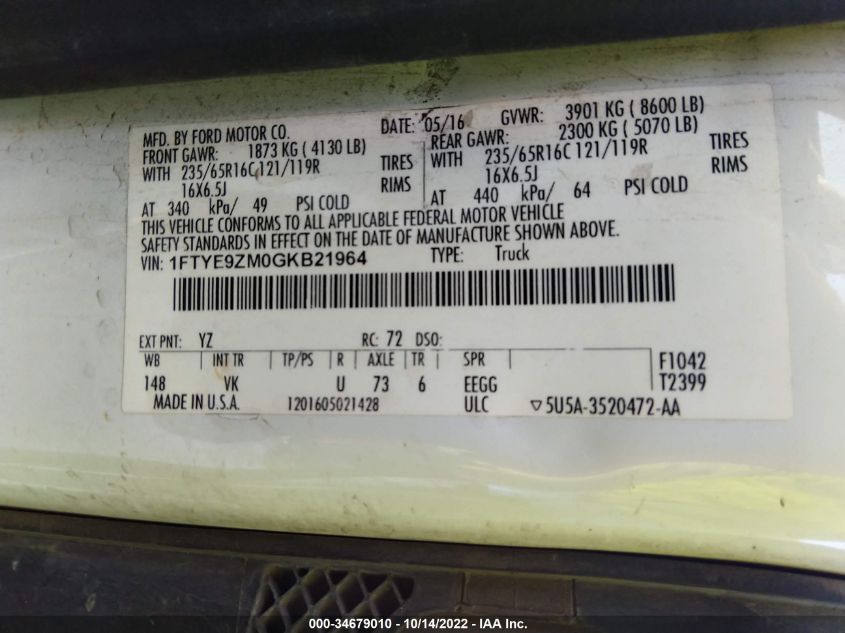 MFD. BY FORD MOTOR CO.
DATE: 05/16 GVWR: 3901 KG ( 8600 LB)
FRONT GAWR: 1873 KG ( 4130 LB)
WITH 235/65R16C 121/119R TIRES
16X6.5J RIMS
AT 340 kPa/ 49 PSI COLD
REAR GAWR: 2300 KG ( 5070 LB)
WITH 235/65R16C 121/119R TIRES
16X6.5J RIMS
AT 440 kPa/ 64 PSI COLD
THIS VEHICLE CONFORMS TO ALL APPLICABLE FEDERAL MOTOR VEHICLE
SAFETY STANDARDS IN EFFECT ON THE DATE OF MANUFACTURE SHOWN ABOVE.
VIN: 1FTYE9ZM0GKB21964 TYPE: Truck
EXT PNT: YZ RC: 72 DSO:
WB INT TR TP/PS R AXLE TR SPR F1042
148 VK U 73 6 EEGG T2399
MADE IN U.S.A. 1201605021428 ULC ▽5U5A-3520472-AA
000-34679010 - 10/14/2022 - IAA Inc.